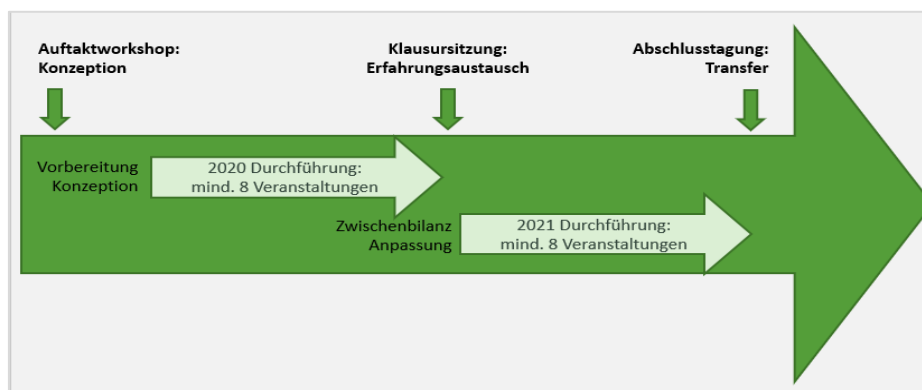 Auftaktworkshop:
Konzeption
Klausursitzung:
Erfahrungsaustausch
Abschlusstagung:
Transfer
Vorbereitung
Konzeption
2020 Durchführung:
mind. 8 Veranstaltungen
Zwischenbilanz
Anpassung
2021 Durchführung:
mind. 8 Veranstaltungen